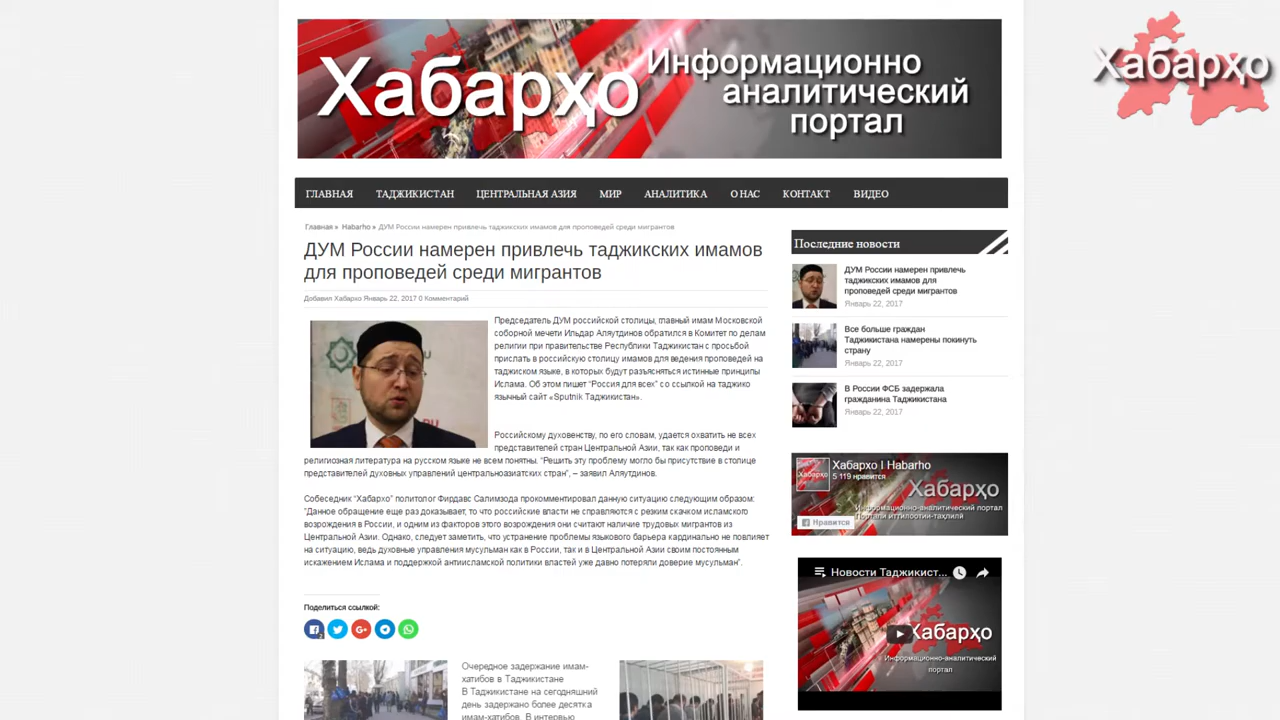 Хабарҳо
Информационно
аналитический
портал
Хабарҳо
ГЛАВНАЯ ТАДЖИКИСТАН ЦЕНТРАЛЬНАЯ АЗИЯ МИР АНАЛИТИКА О НАС КОНТАКТ ВИДЕО
Главная » Habarho » ДУМ России намерен привлечь таджикских имамов для проповедей среди мигрантов
ДУМ России намерен привлечь таджикских имамов
для проповедей среди мигрантов
Добавил Хабархо Январь 22, 2017 0 Комментарий
Председатель ДУМ российской столицы, главный имам Московской
соборной мечети Ильдар Аляутдинов обратился в Комитет по делам
религии при правительстве Республики Таджикистан с просьбой
прислать в российскую столицу имамов для ведения проповедей на
таджиском языке, в которых будут разъясняться истинные принципы
Ислама. Об этом пишет “Россия для всех” со ссылкой на таджико
язычный сайт «Sputnik Таджикистан».
Российскому духовенству, по его словам, удается охватить не всех
представителей стран Центральной Азии, так как проповеди и
религиозная литература на русском языке не всем понятны. “Решить эту проблему могло бы присутствие в столице
представителей духовных управлений центральноазиатских стран”, – заявил Аляутдинов.
Собеседник “Хабархо” политолог Фирдавс Салимзода прокомментировал данную ситуацию следующим образом:
“Данное обращение еще раз доказывает, то что российские власти не справляются с резким скачком исламского
возрождения в России, и одним из факторов этого возрождения они считают наличие трудовых мигрантов из
Центральной Азии. Однако, следует заметить, что устранение проблемы языкового барьера кардинально не повлияет
на ситуацию, ведь духовные управления мусульман как в России, так и в Центральной Азии своим постоянным
искажением Ислама и поддержкой антиисламской политики властей уже давно потеряли доверие мусульман”.
Поделиться ссылкой:
Очередное задержание имам-
хатибов в Таджикистане
В Таджикистане на сегодняшний
день задержано более десятка
имам-хатибов. В интервью
Последние новости
ДУМ России намерен привлечь
таджикских имамов для
проповедей среди мигрантов
Январь 22, 2017
Все больше граждан
Таджикистана намерены покинуть
страну
Январь 22, 2017
В России ФСБ задержала
гражданина Таджикистана
Январь 22, 2017
Хабархо I Habarho
5 119 нравится
Хабарҳо
Хабарҳо
Информационно-аналитический портал
Портали иттилоотӣ-таҳлилӣ
Нравится
Новости Таджикист...
Хабарҳо
Информационно-аналитический
портал